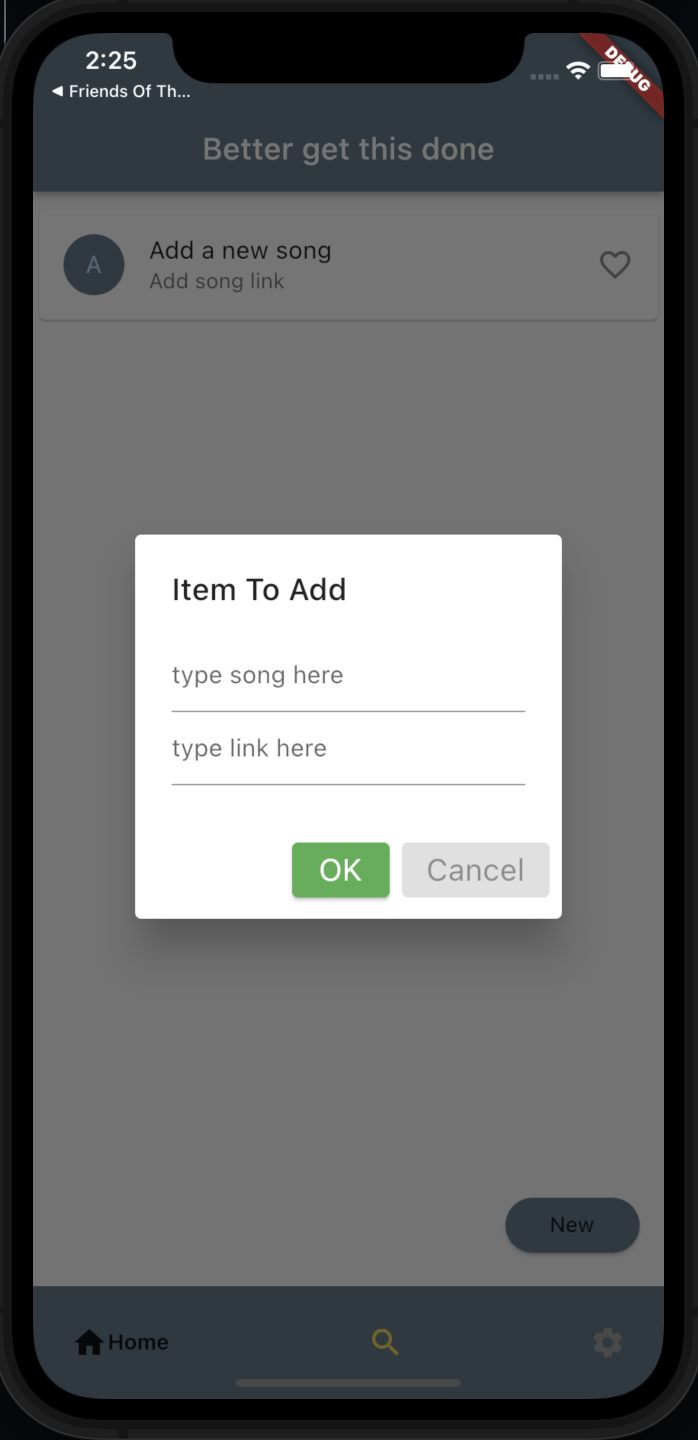 2:25
DEBUG
◀ Friends Of Th...
Better get this done
A
Add a new song
Add song link
Item To Add
type song here
type link here
OK Cancel
New
Home